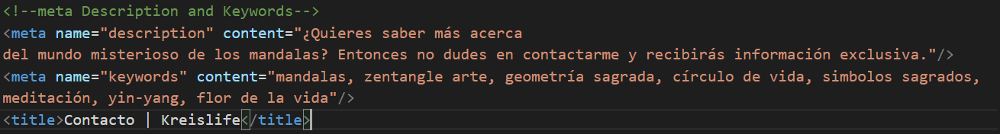 <!--meta Description and Keywords-->
<meta name="description" content="¿Quieres saber más acerca
del mundo misterioso de los mandalas? Entonces no dudes en contactarme y recibirás información exclusiva."/>
<meta name="keywords" content="mandalas, zentangle arte, geometría sagrada, círculo de vida, simbolos sagrados,
meditación, yin-yang, flor de la vida"/>
<title>Contacto | Kreislife</title>